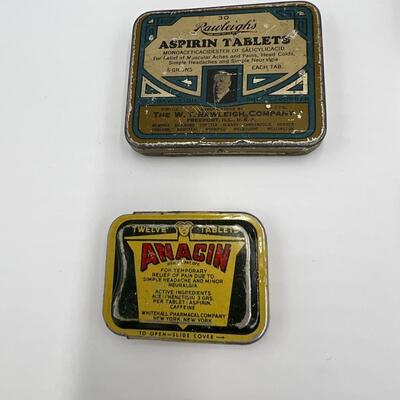 30
Rawleigh's
ASPIRIN TABLETS
MONOACETICACIDESTER OF SALICYLICACID
For Relief of Muscular Aches and Pains, Head Colds,
Simple Headaches and Simple Neuralgia
5 GRAINS EACH TAB.
THE W. T. RAWLEIGH COMPANY
FREEPORT, ILL., U.S.A.
TWELVE TABLETS
ANACIN
FOR TEMPORARY
RELIEF OF PAIN DUE TO
SIMPLE HEADACHE AND MINOR
NEURALGIA.
ACTIVE INGREDIENTS
3 GRS.
PER TABLET: ASPIRIN,
CAFFEINE
WHITEHALL PHARMACAL COMPANY
NEW YORK, NEW YORK
TO OPEN—SLIDE COVER →